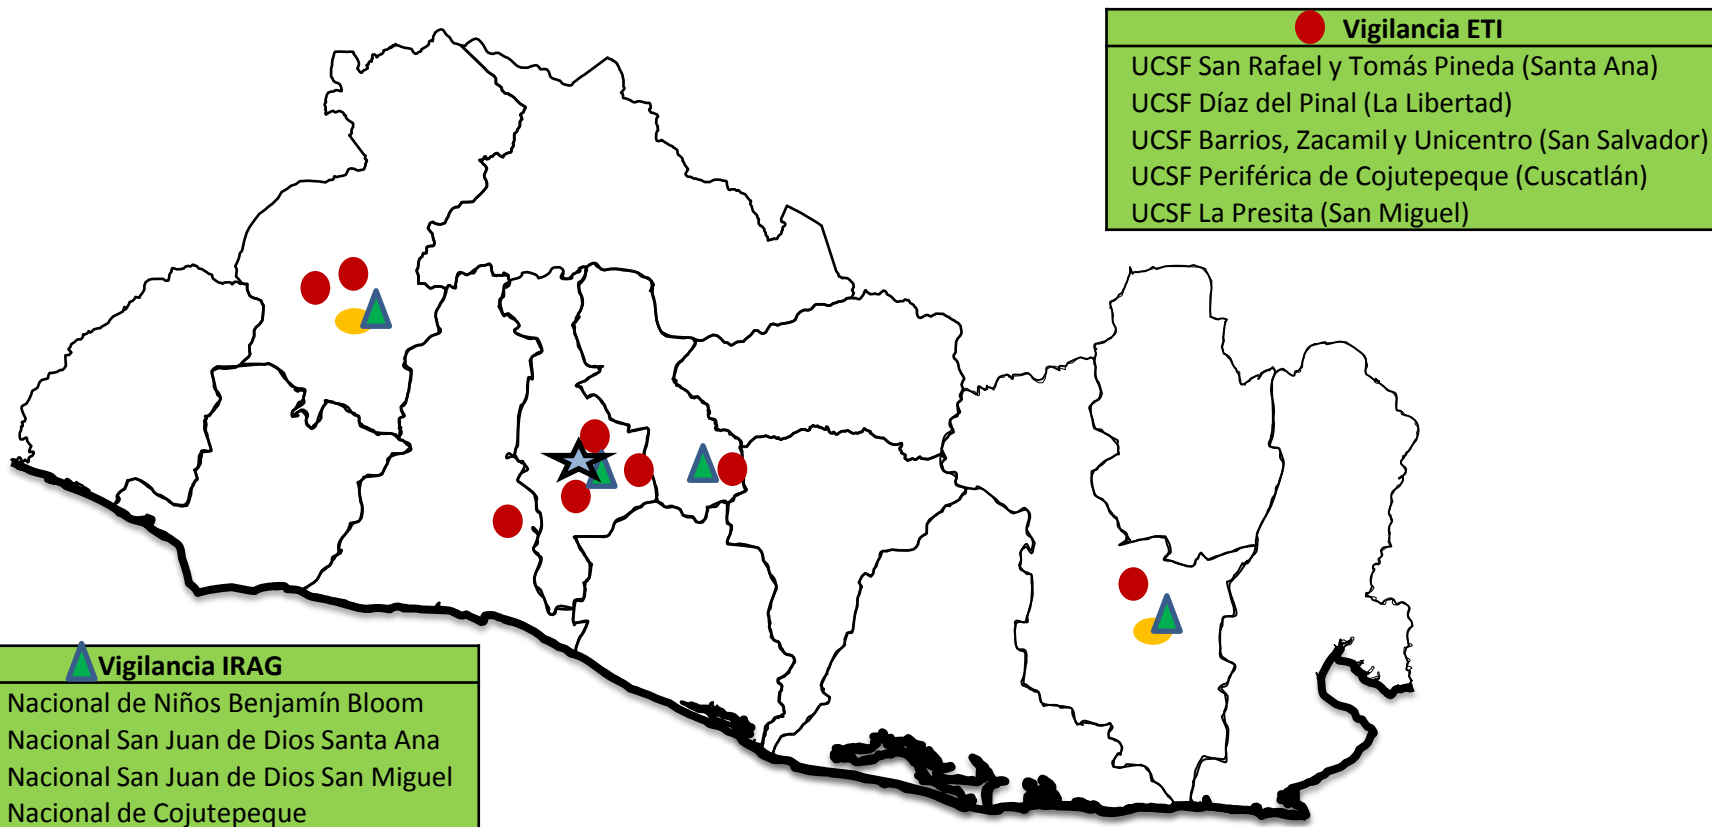 Vigilancia ETI
UCSF San Rafael y Tomás Pineda (Santa Ana)
UCSF Díaz del Pinal (La Libertad)
UCSF Barrios, Zacamil y Unicentro (San Salvador)
UCSF Periférica de Cojutepeque (Cuscatlán)
UCSF La Presita (San Miguel)
Vigilancia IRAG
Nacional de Niños Benjamín Bloom
Nacional San Juan de Dios Santa Ana
Nacional San Juan de Dios San Miguel
Nacional de Cojutepeque